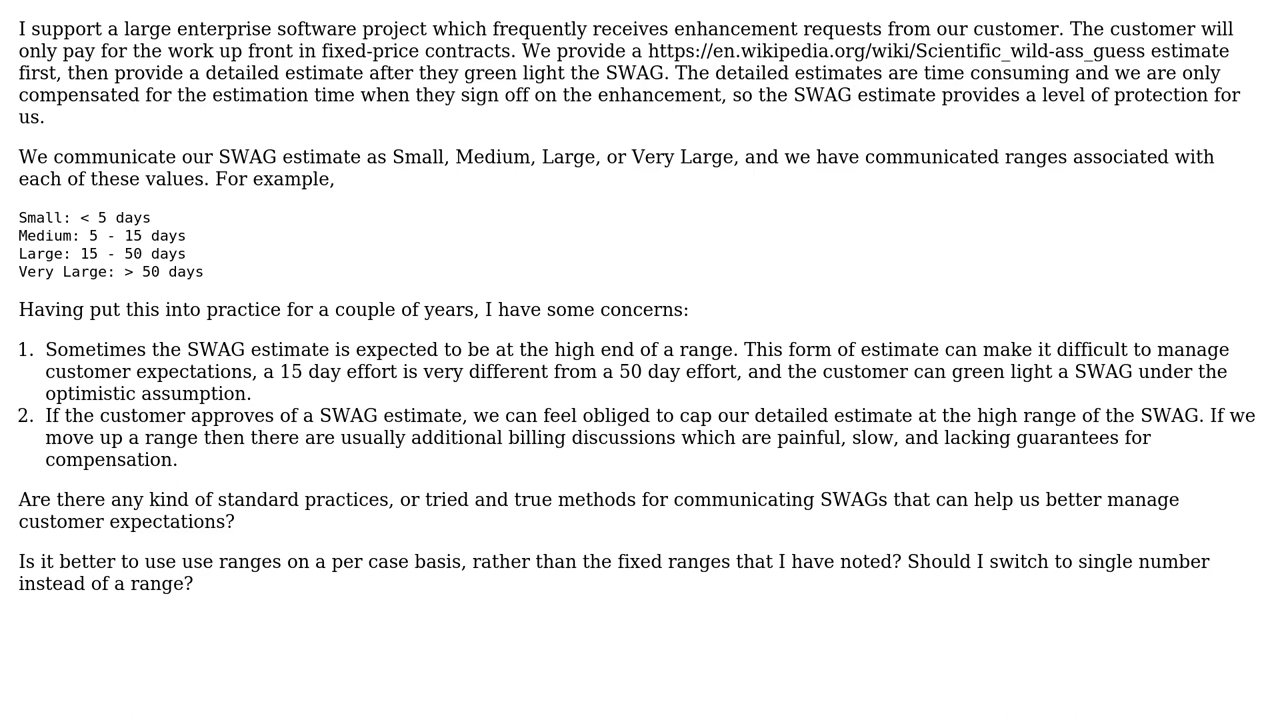 I support a large enterprise software project which frequently receives enhancement requests from our customer. The customer will
only pay for the work up front in fixed-price contracts. We provide a https://en.wikipedia.org/wiki/Scientific_wild-ass_guess estimate
first, then provide a detailed estimate after they green light the SWAG. The detailed estimates are time consuming and we are only
compensated for the estimation time when they sign off on the enhancement, so the SWAG estimate provides a level of protection for
us.
We communicate our SWAG estimate as Small, Medium, Large, or Very Large, and we have communicated ranges associated with
each of these values. For example,
Small: < 5 days
Medium: 5 - 15 days
Large: 15 - 50 days
Very Large: > 50 days
Having put this into practice for a couple of years, I have some concerns:
1. Sometimes the SWAG estimate is expected to be at the high end of a range. This form of estimate can make it difficult to manage
customer expectations, a 15 day effort is very different from a 50 day effort, and the customer can green light a SWAG under the
optimistic assumption.
2. If the customer approves of a SWAG estimate, we can feel obliged to cap our detailed estimate at the high range of the SWAG. If we
move up a range then there are usually additional billing discussions which are painful, slow, and lacking guarantees for
compensation.
Are there any kind of standard practices, or tried and true methods for communicating SWAGs that can help us better manage
customer expectations?
Is it better to use use ranges on a per case basis, rather than the fixed ranges that I have noted? Should I switch to single number
instead of a range?